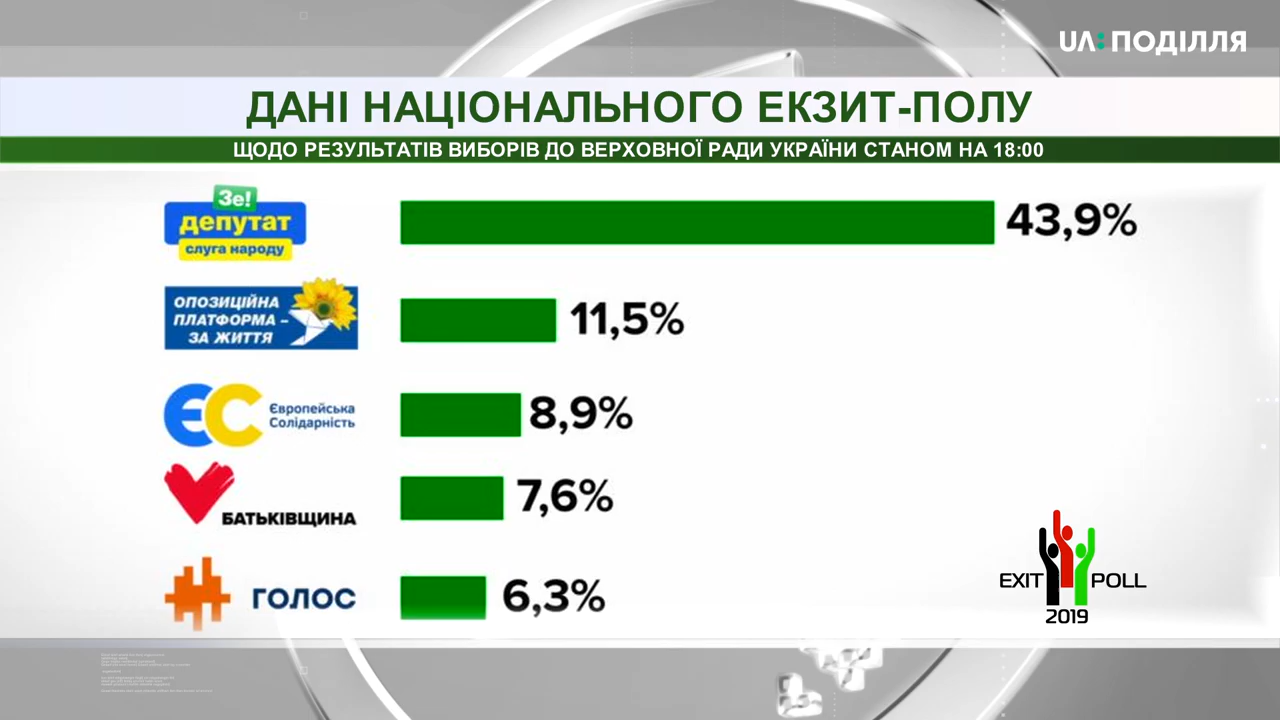 UA: ПОДІЛЛЯ
ДАНІ НАЦІОНАЛЬНОГО ЕКЗИТ-ПОЛУ
ЩОДО РЕЗУЛЬТАТІВ ВИБОРІВ ДО ВЕРХОВНОЇ РАДИ УКРАЇНИ СТАНОМ НА 18:00
Зе!
депутат
слуга народу
43,9%
ОПОЗИЦІЙНА
ПЛАТФОРМА –
ЗА ЖИТТЯ
11,5%
ЄС Європейська
Солідарність
8,9%
БАТЬКІВЩИНА
7,6%
ГОЛОС
6,3%
EXIT POLL
2019